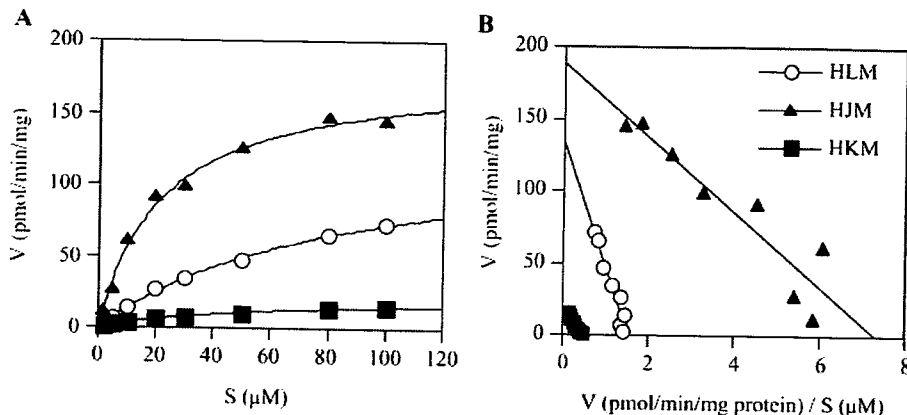 A
V (pmol/min/mg)
200
150
100
50
0
0 20 40 60 80 100 120
S (µM)
B
V (pmol/min/mg)
200
150
100
50
0
0 2 4 6 8
V (pmol/min/mg protein) / S (µM)
HLM
HJM
HKM